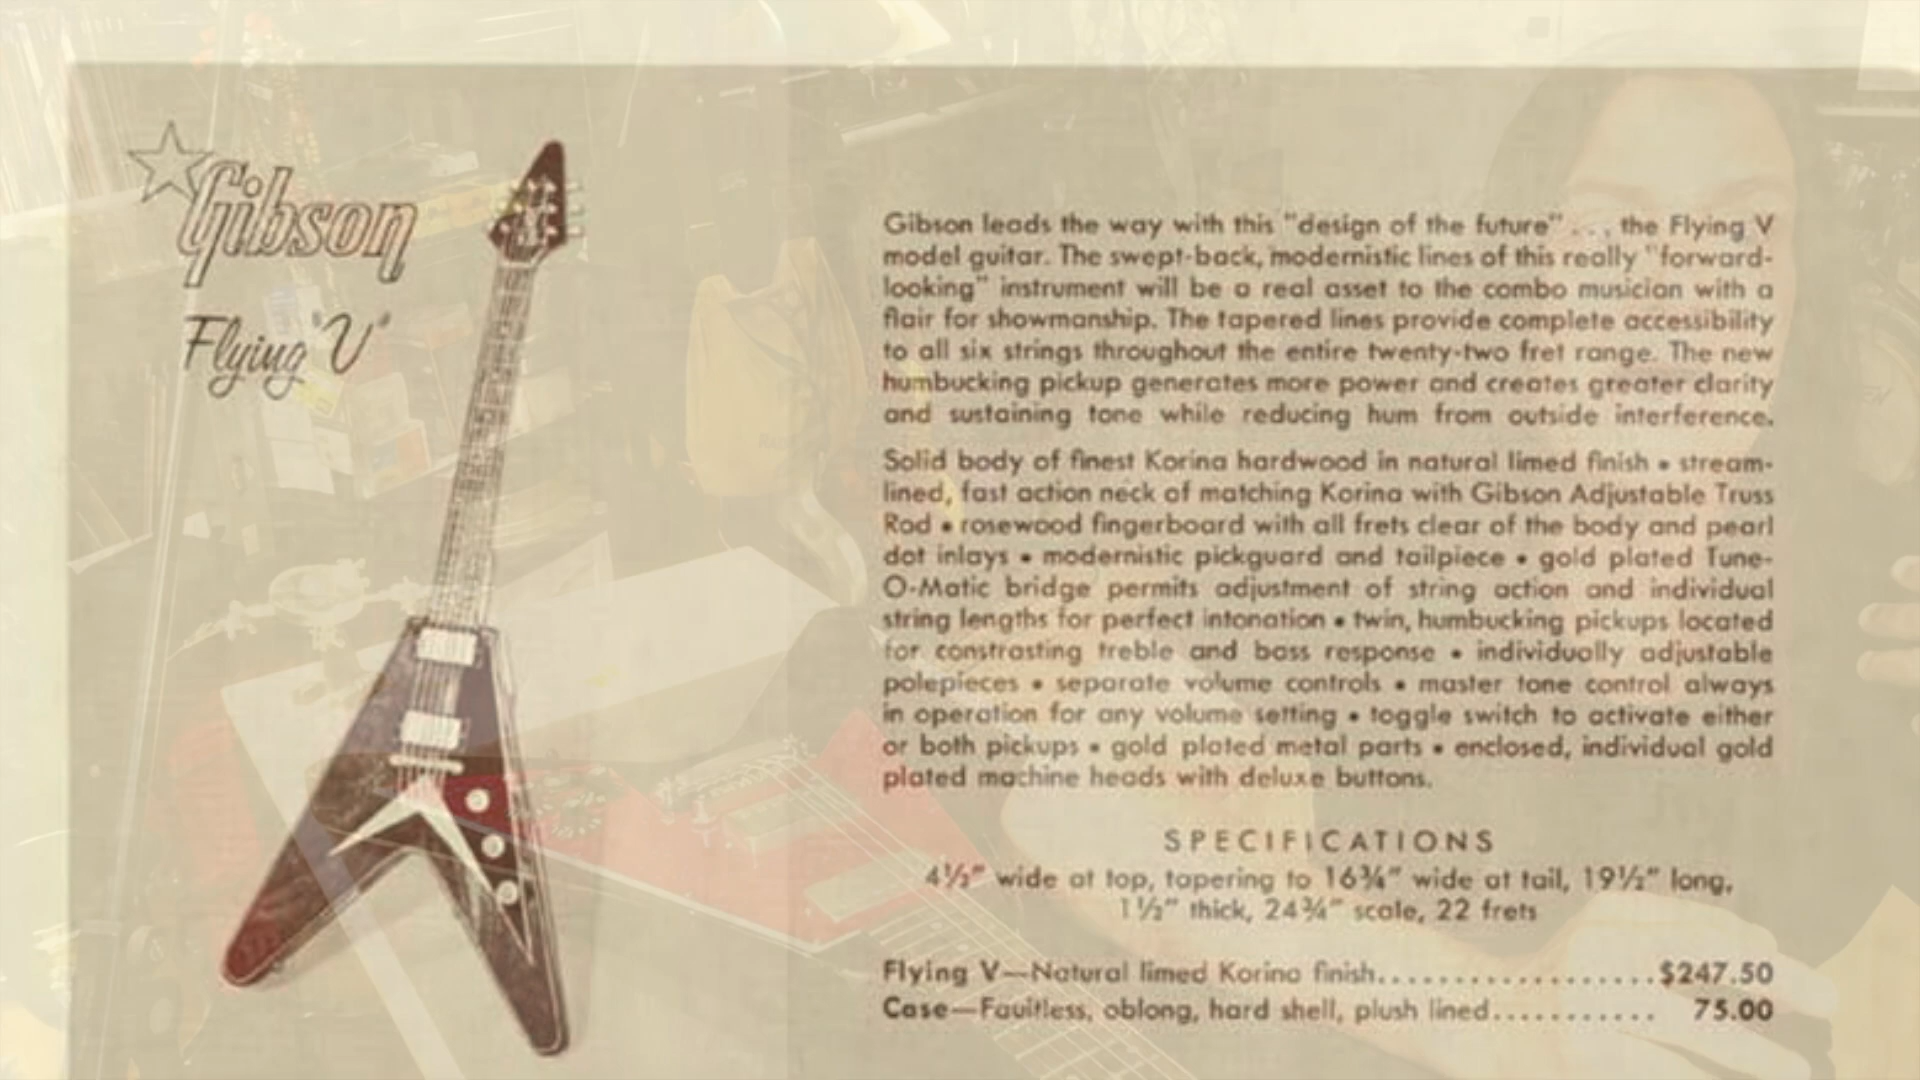 Gibson
Flying "V"
Gibson leads the way with this "design of the future" . . . the Flying V
model guitar. The swept-back, modernistic lines of this really "forward-
looking" instrument will be a real asset to the combo musician with a
flair for showmanship. The tapered lines provide complete accessibility
to all six strings throughout the entire twenty-two fret range. The new
humbucking pickup generates more power and creates greater clarity
and sustaining tone while reducing hum from outside interference.
Solid body of finest Korina hardwood in natural limed finish • stream-
lined, fast action neck of matching Korina with Gibson Adjustable Truss
Rod • rosewood fingerboard with all frets clear of the body and pearl
dot inlays • modernistic pickguard and tailpiece • gold plated Tune-
O-Matic bridge permits adjustment of string action and individual
string lengths for perfect intonation • twin, humbucking pickups located
for constrasting treble and bass response • individually adjustable
polepieces • separate volume controls • master tone control always
in operation for any volume setting • toggle switch to activate either
or both pickups • gold plated metal parts • enclosed, individual gold
plated machine heads with deluxe buttons.
SPECIFICATIONS
4½" wide at top, tapering to 16¾" wide at tail, 19½" long,
1½" thick, 24¾" scale, 22 frets
Flying V—Natural limed Korina finish...................$247.50
Case—Faultless, oblong, hard shell, plush lined........... 75.00